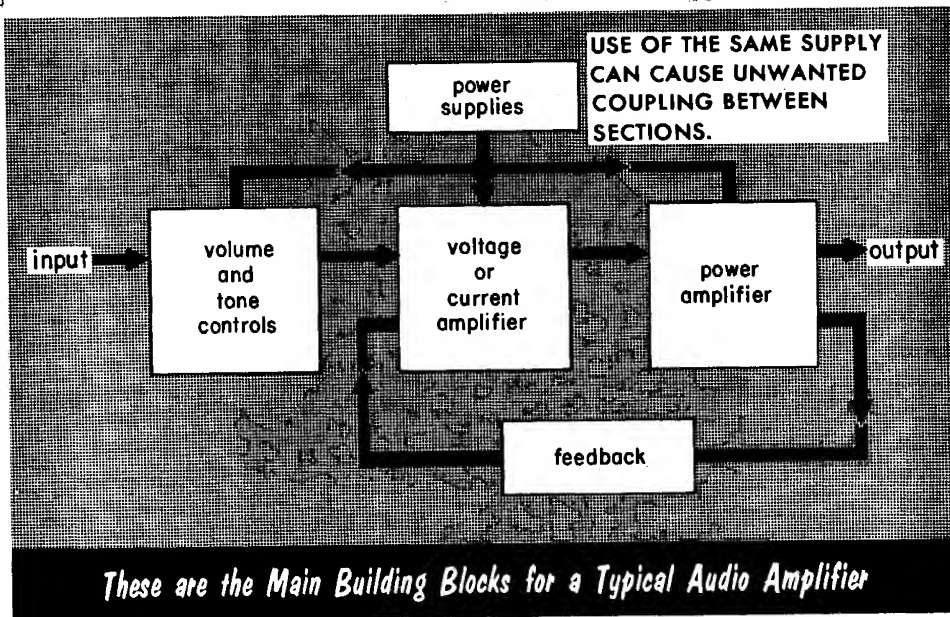 USE OF THE SAME SUPPLY
CAN CAUSE UNWANTED
COUPLING BETWEEN
SECTIONS.
power
supplies
input
volume
and
tone
controls
voltage
or
current
amplifier
power
amplifier
output
feedback
These are the Main Building Blocks for a Typical Audio Amplifier